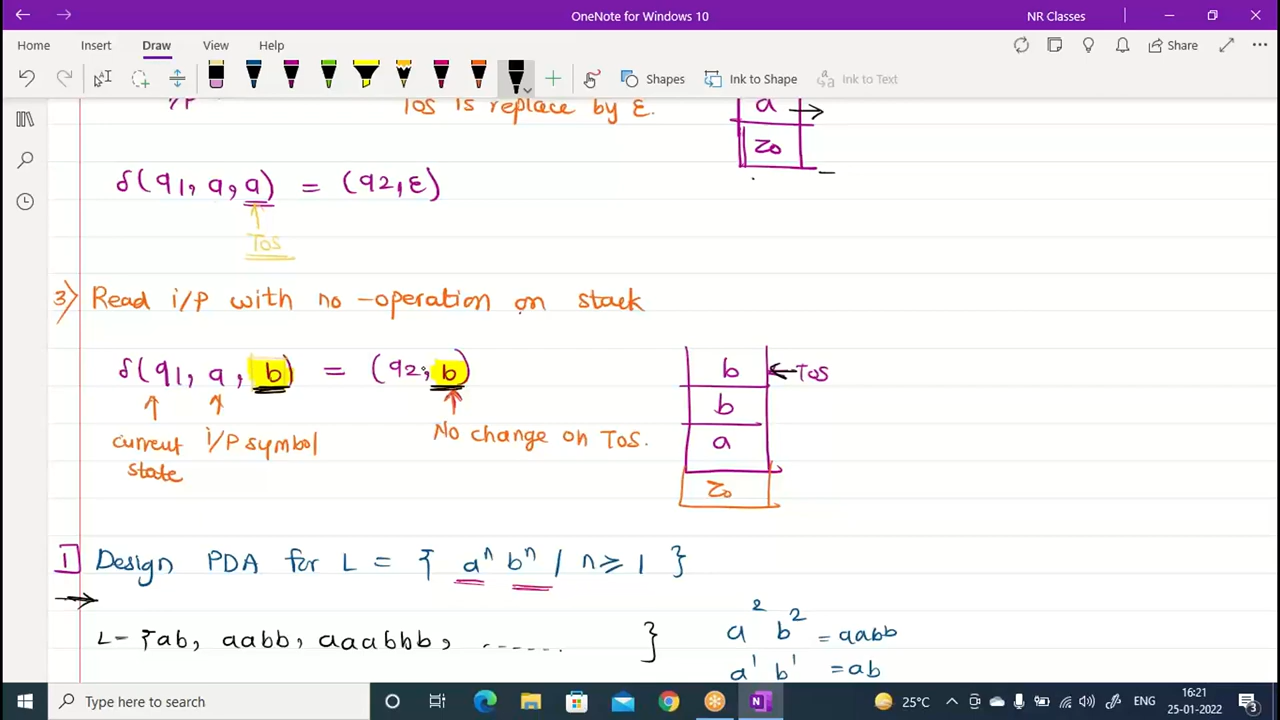 OneNote for Windows 10
NR Classes
Home Insert Draw View Help
Share
Shapes
Ink to Shape
Ink to Text
i/p
TOS is replace by ε.
a
z0
δ(q1, a, a) = (q2, ε)
TOS
3) Read i/p with no-operation on stack
δ(q1, a, b) = (q2, b)
b
TOS
b
a
z0
current state
i/p symbol
No change on TOS.
1 Design PDA for L = { a^n b^n / n ≥ 1 }
L = { ab, aabb, aaabbb, ...... }
a^2 b^2 = aabb
a^1 b^1 = ab
Type here to search
25°C
ENG
16:21
25-01-2022
3